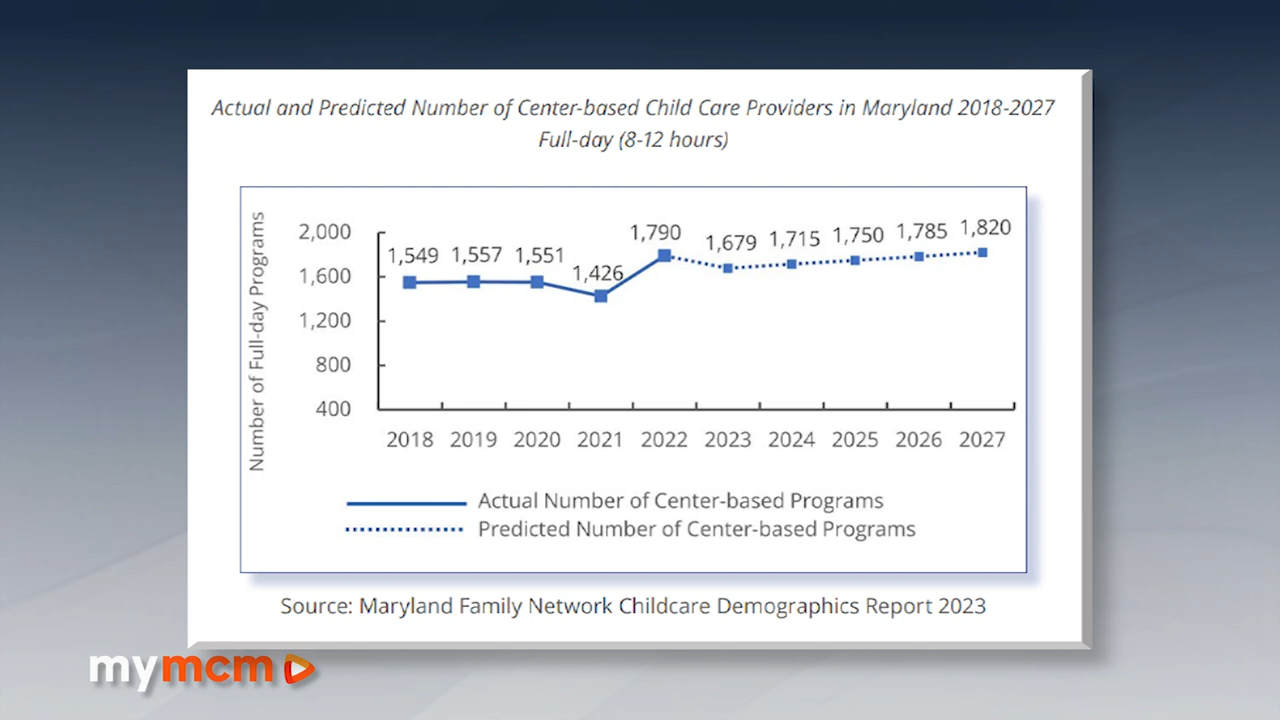 Actual and Predicted Number of Center-based Child Care Providers in Maryland 2018-2027
Full-day (8-12 hours)
Number of Full-day Programs
2,000
1,600
1,200
800
400
1,549 1,557 1,551 1,426 1,790 1,679 1,715 1,750 1,785 1,820
2018 2019 2020 2021 2022 2023 2024 2025 2026 2027
Actual Number of Center-based Programs
Predicted Number of Center-based Programs
Source: Maryland Family Network Childcare Demographics Report 2023
mymcm